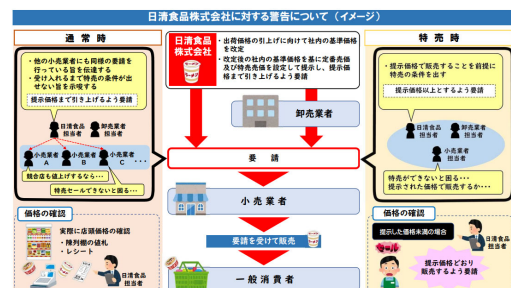 日清食品株式会社に対する警告について（イメージ）
通常時
・他の小売業者にも同様の要請を
行っている旨を伝達する
・受け入れるまで特売の条件が出
せない旨を示唆する
提示価格まで引き上げるよう要請
日清食品
担当者
卸売業者
担当者
小売業者
A
小売業者
B
小売業者
C
・・・
競合店も値上げするなら・・・
特売セールできないと困る・・・
価格の確認
実際に店頭価格の確認
・陳列棚の値札
・レシート
日清食品
担当者
日清食品
株式会社
・出荷価格の引上げに向けて社内の基準価格
を改定
・改定後の社内の基準価格を基に定番売価
及び特売売価を設定して提示し、提示価
格まで引き上げるよう要請
卸売業者
要請
小売業者
要請を受けて販売
一般消費者
特売時
・提示価格で販売することを前提に
特売の条件を出す
提示価格以上とするよう要請
日清食品
担当者
卸売業者
担当者
小売業者
担当者
特売ができないと困る・・・
提示された価格で販売するか・・・
価格の確認
提示した価格未満の場合
日清食品
担当者
提示価格どおり
販売するよう要請